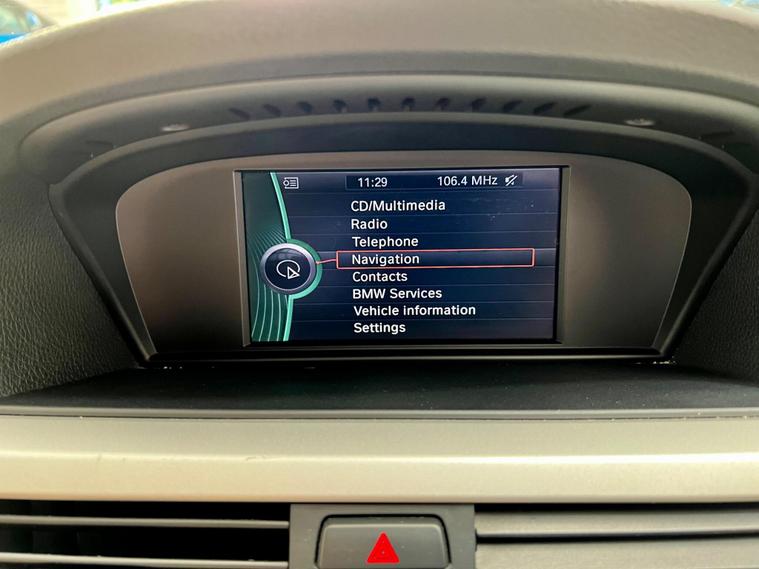 11:29 106.4 MHz
CD/Multimedia
Radio
Telephone
Navigation
Contacts
BMW Services
Vehicle information
Settings